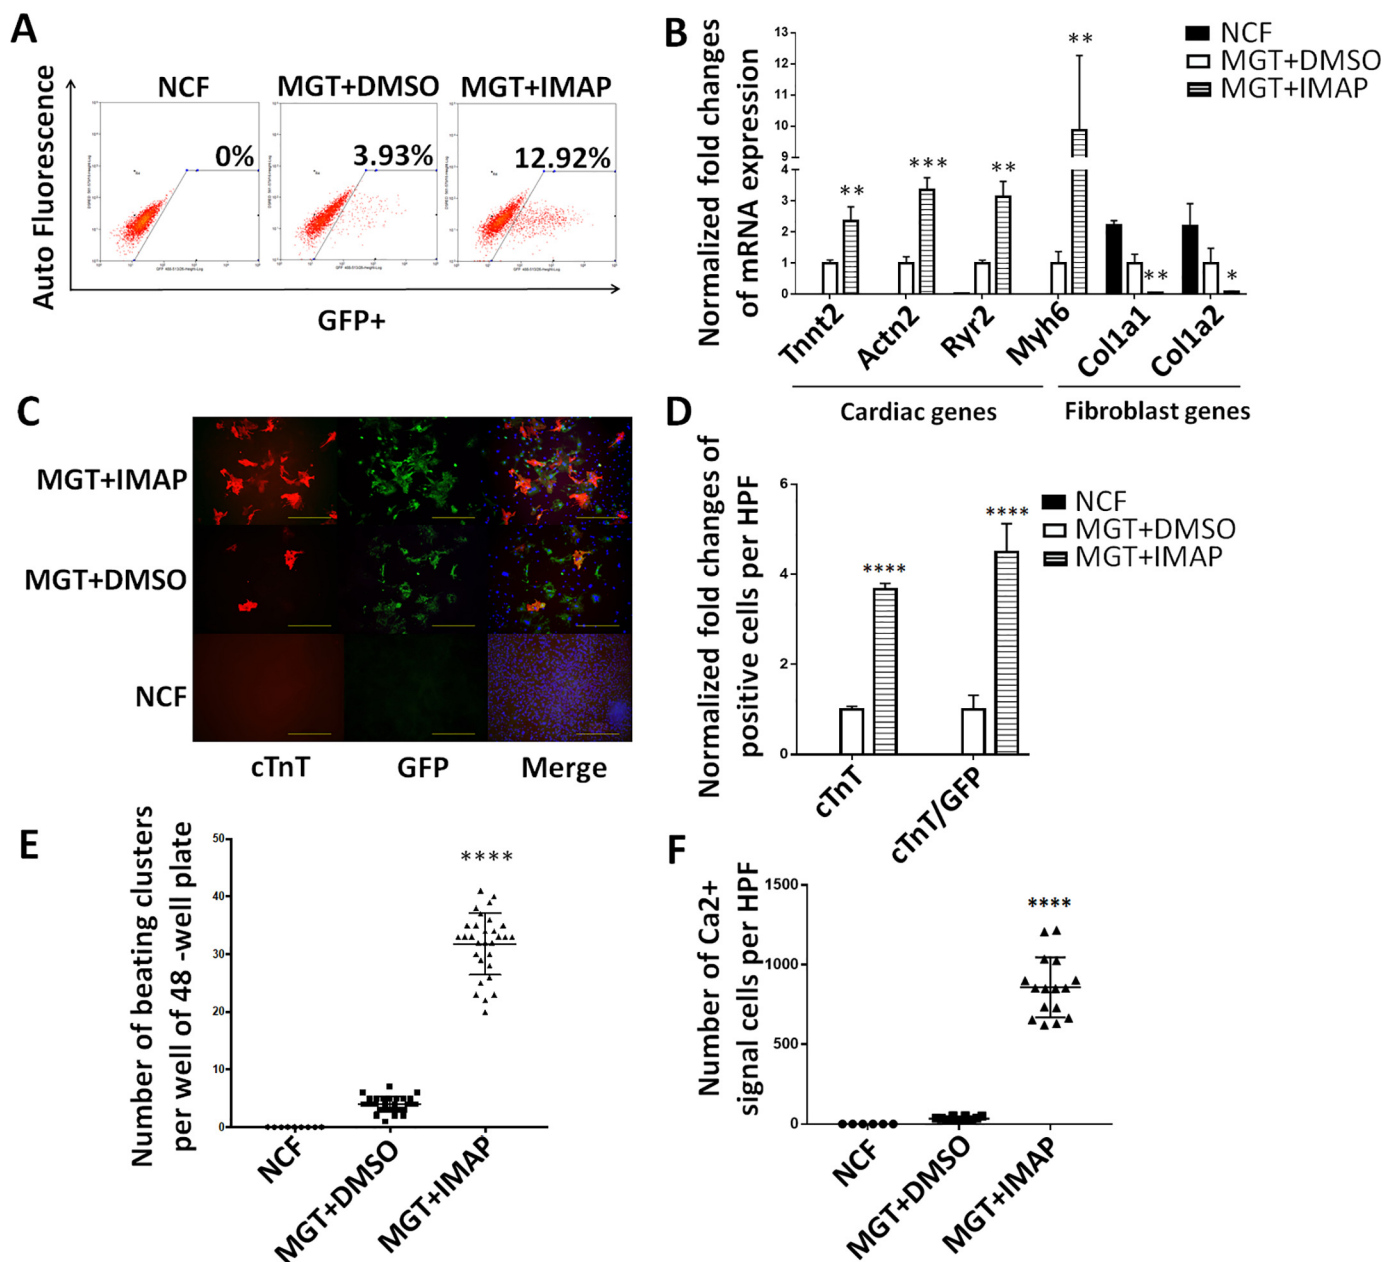 A
NCF
MGT+DMSO
MGT+IMAP
0%
3.93%
12.92%
Auto Fluorescence
GFP+
B
Normalized fold changes
of mRNA expression
13
12
11
10
9
4
3
2
1
0
**
***
**
**
**
*
NCF
MGT+DMSO
MGT+IMAP
Tnnt2
Actn2
Ryr2
Myh6
Col1a1
Col1a2
Cardiac genes
Fibroblast genes
C
MGT+IMAP
MGT+DMSO
NCF
cTnT
GFP
Merge
D
Normalized fold changes of
positive cells per HPF
6
4
2
0
****
****
NCF
MGT+DMSO
MGT+IMAP
cTnT
cTnT/GFP
E
Number of beating clusters
per well of 48 -well plate
50
40
30
20
10
0
****
NCF
MGT+DMSO
MGT+IMAP
F
Number of Ca2+
signal cells per HPF
1500
1000
500
0
****
NCF
MGT+DMSO
MGT+IMAP